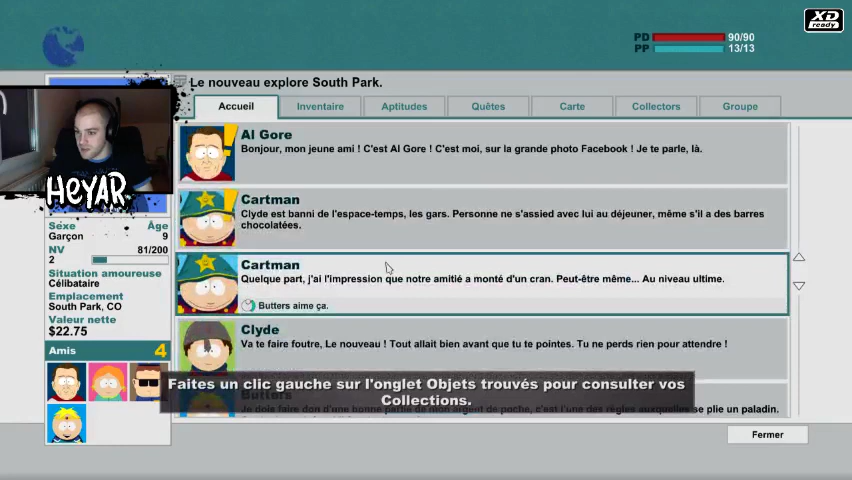 XD
ready
PD 90/90
PP 13/13
Le nouveau explore South Park.
Accueil
Inventaire
Aptitudes
Quêtes
Carte
Collectors
Groupe
HEYAR
Sexe
Âge
Garçon
9
NV
81/200
2
Situation amoureuse
Célibataire
Emplacement
South Park, CO
Valeur nette
$22.75
Amis 4
Al Gore
Bonjour, mon jeune ami ! C'est Al Gore ! C'est moi, sur la grande photo Facebook ! Je te parle, là.
Cartman
Clyde est banni de l'espace-temps, les gars. Personne ne s'assied avec lui au déjeuner, même s'il a des barres
chocolatées.
Cartman
Quelque part, j'ai l'impression que notre amitié a monté d'un cran. Peut-être même... Au niveau ultime.
Butters aime ça.
Clyde
Va te faire foutre, Le nouveau ! Tout allait bien avant que tu te pointes. Tu ne perds rien pour attendre !
Faites un clic gauche sur l'onglet Objets trouvés pour consulter vos
Collections.
Butters
Je dois faire don d'une bonne partie de mon argent de poche, c'est l'une des règles auxquelles se plie un paladin.
Fermer